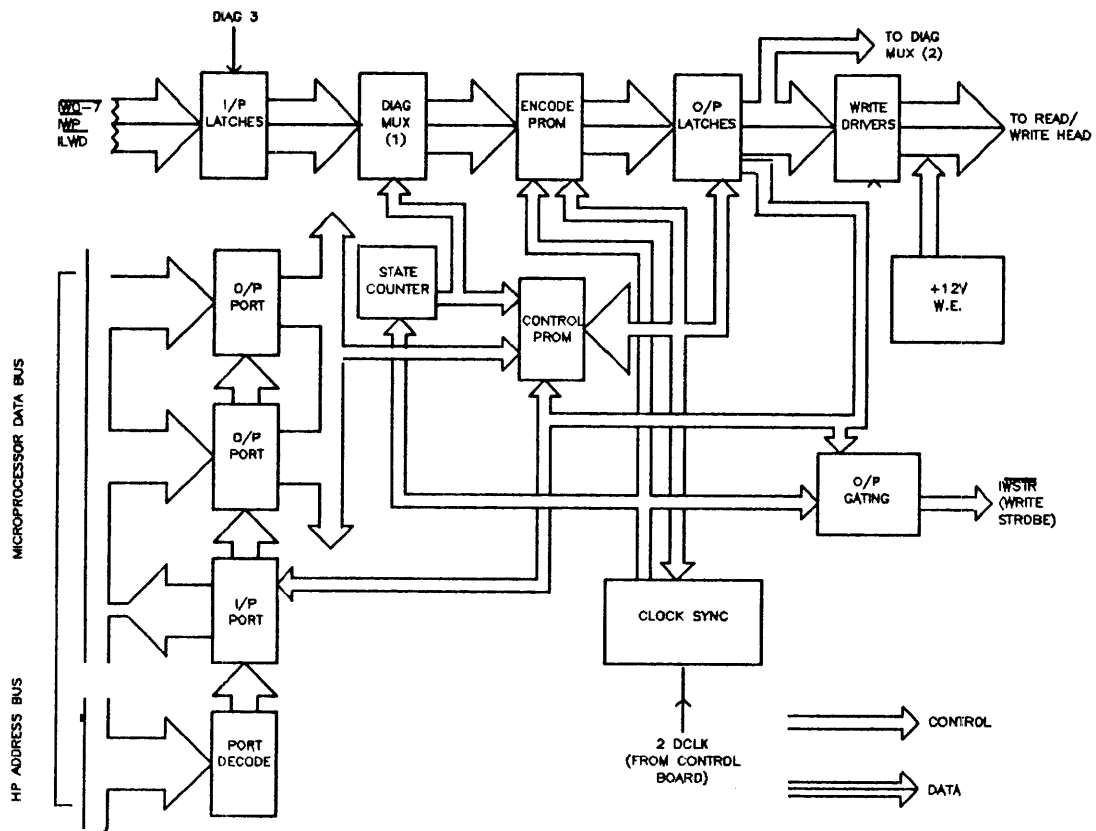 DIAG 3
IW0-7
IWP
ILWD
I/P
LATCHES
DIAG
MUX
(1)
ENCODE
PROM
O/P
LATCHES
TO DIAG
MUX (2)
WRITE
DRIVERS
TO READ/
WRITE HEAD
MICROPROCESSOR DATA BUS
HP ADDRESS BUS
O/P
PORT
STATE
COUNTER
CONTROL
PROM
+12V
W.E.
O/P
PORT
O/P
GATING
IWSTR
(WRITE
STROBE)
I/P
PORT
CLOCK SYNC
PORT
DECODE
2 DCLK
(FROM CONTROL
BOARD)
CONTROL
DATA